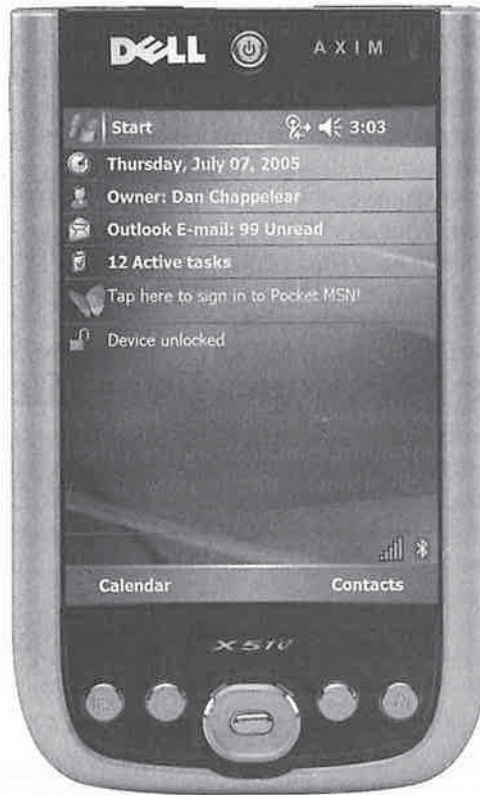 DELL AXIM
Start 3:03
Thursday, July 07, 2005
Owner: Dan Chappelear
Outlook E-mail: 99 Unread
12 Active tasks
Tap here to sign in to Pocket MSN!
Device unlocked
Calendar Contacts